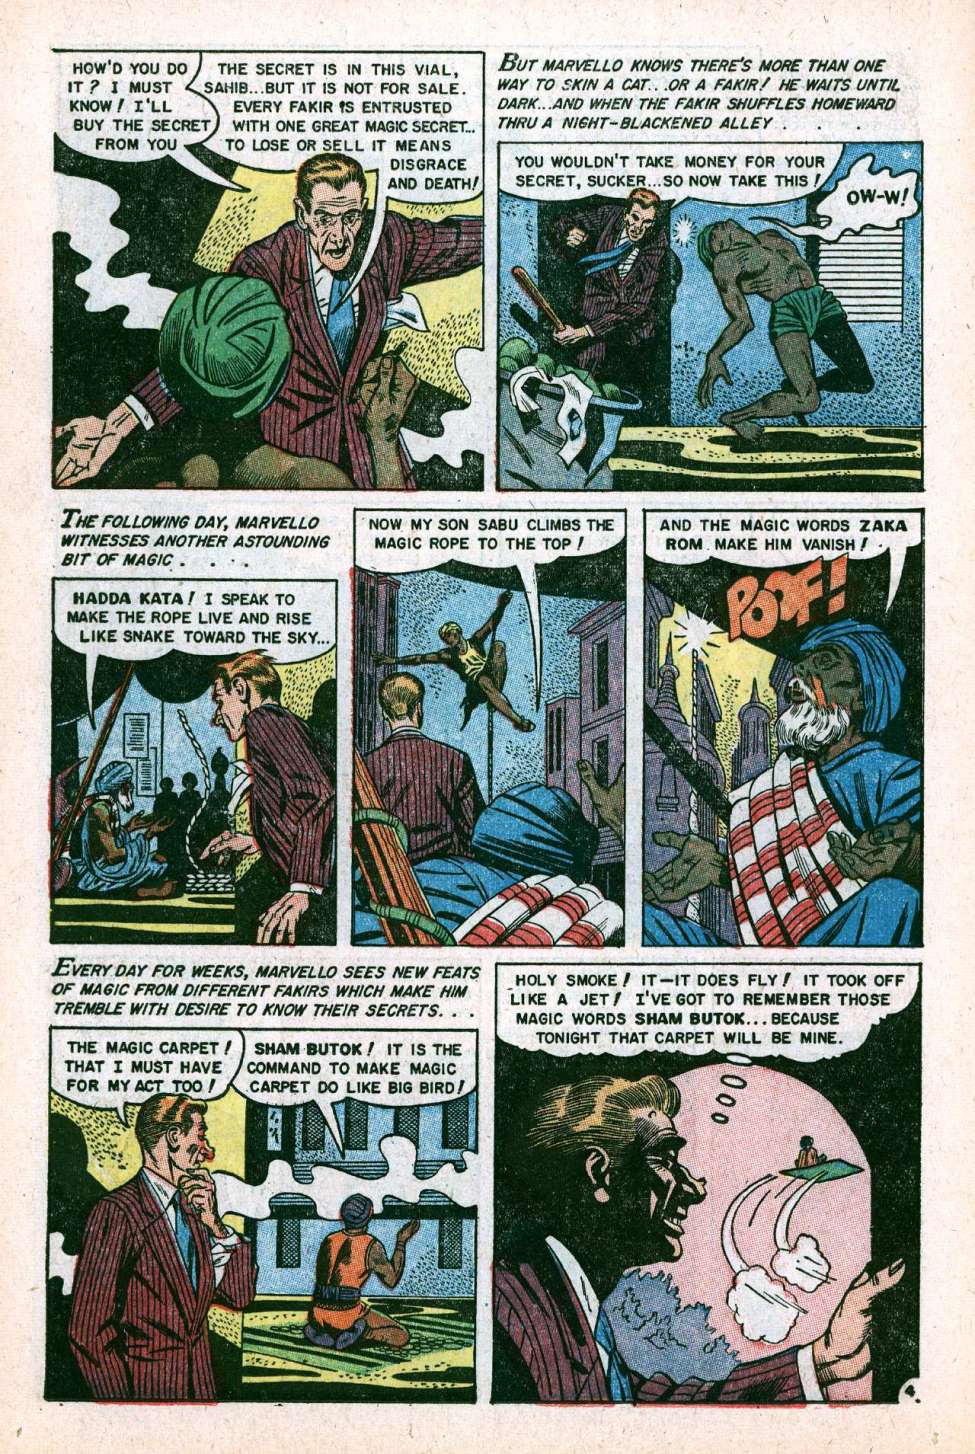 HOW'D YOU DO
IT? I MUST
KNOW! I'LL
BUY THE SECRET
FROM YOU
THE SECRET IS IN THIS VIAL,
SAHIB...BUT IT IS NOT FOR SALE.
EVERY FAKIR IS ENTRUSTED
WITH ONE GREAT MAGIC SECRET...
TO LOSE OR SELL IT MEANS
DISGRACE
AND DEATH!
BUT MARVELLO KNOWS THERE'S MORE THAN ONE
WAY TO SKIN A CAT...OR A FAKIR! HE WAITS UNTIL
DARK...AND WHEN THE FAKIR SHUFFLES HOMEWARD
THRU A NIGHT-BLACKENED ALLEY . . . .
YOU WOULDN'T TAKE MONEY FOR YOUR
SECRET, SUCKER...SO NOW TAKE THIS!
OW-W!
THE FOLLOWING DAY, MARVELLO
WITNESSES ANOTHER ASTOUNDING
BIT OF MAGIC . . . .
HADDA KATA! I SPEAK TO
MAKE THE ROPE LIVE AND RISE
LIKE SNAKE TOWARD THE SKY...
NOW MY SON SABU CLIMBS THE
MAGIC ROPE TO THE TOP!
AND THE MAGIC WORDS ZAKA
ROM MAKE HIM VANISH!
POOF!
EVERY DAY FOR WEEKS, MARVELLO SEES NEW FEATS
OF MAGIC FROM DIFFERENT FAKIRS WHICH MAKE HIM
TREMBLE WITH DESIRE TO KNOW THEIR SECRETS. . .
THE MAGIC CARPET!
THAT I MUST HAVE
FOR MY ACT TOO!
SHAM BUTOK! IT IS THE
COMMAND TO MAKE MAGIC
CARPET DO LIKE BIG BIRD!
HOLY SMOKE! IT—IT DOES FLY! IT TOOK OFF
LIKE A JET! I'VE GOT TO REMEMBER THOSE
MAGIC WORDS SHAM BUTOK...BECAUSE
TONIGHT THAT CARPET WILL BE MINE.
4